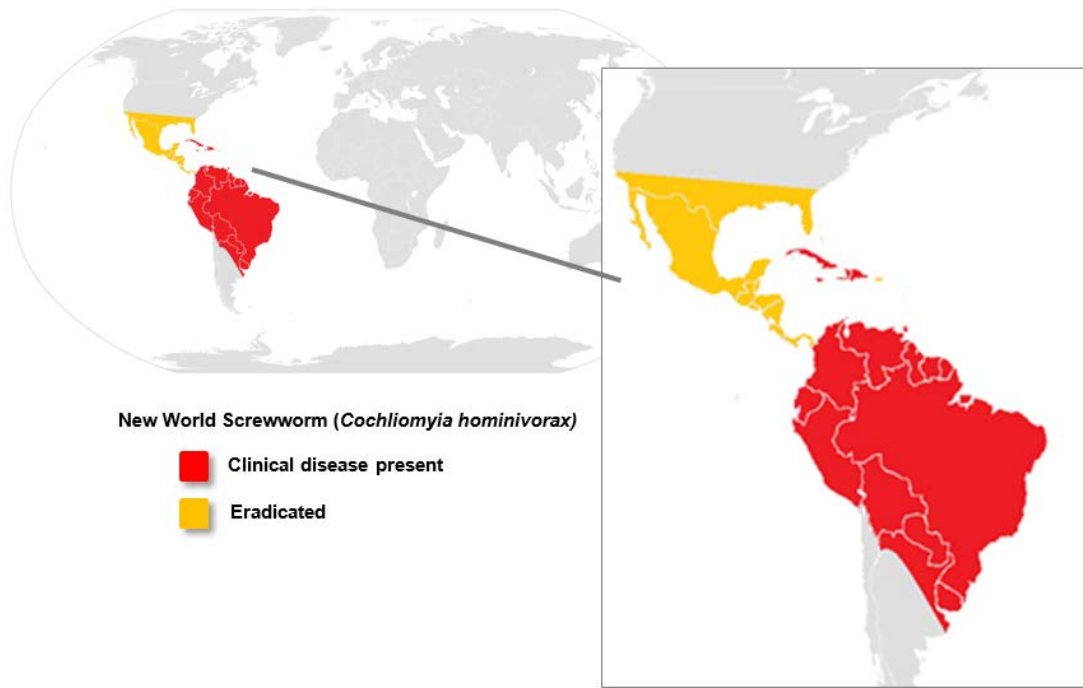 New World Screwworm (Cochliomyia hominivorax)
Clinical disease present
Eradicated